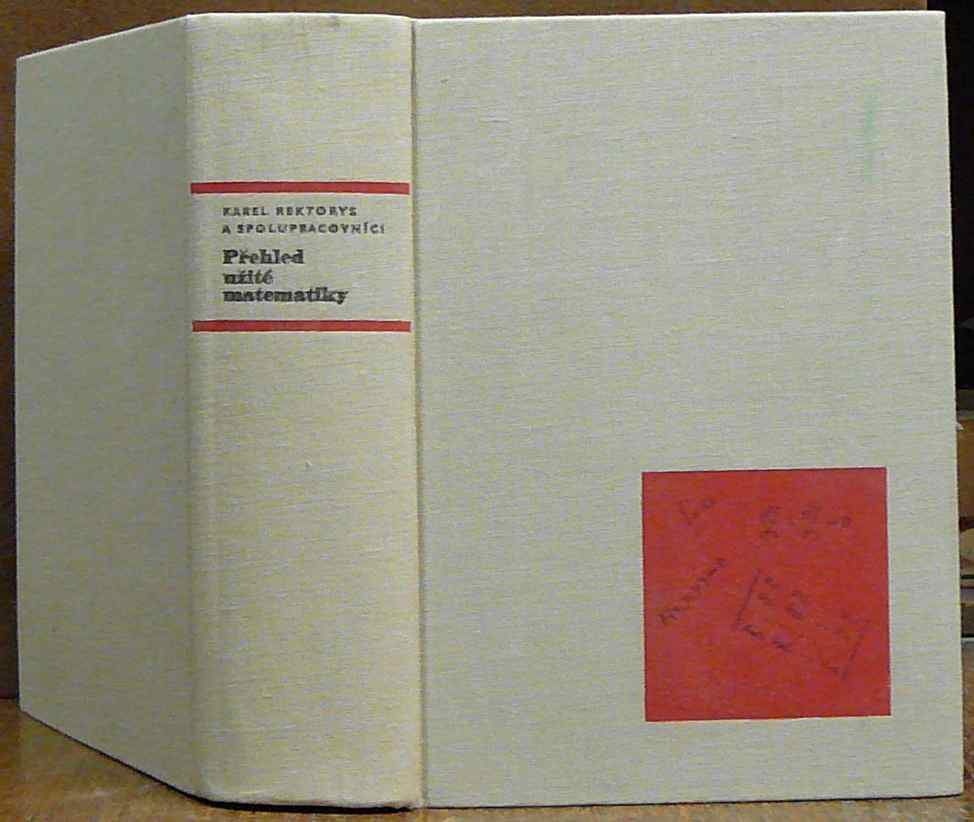 KAREL REKTORYS
A SPOLUPRACOVNÍCI
Přehled
užité
matematiky